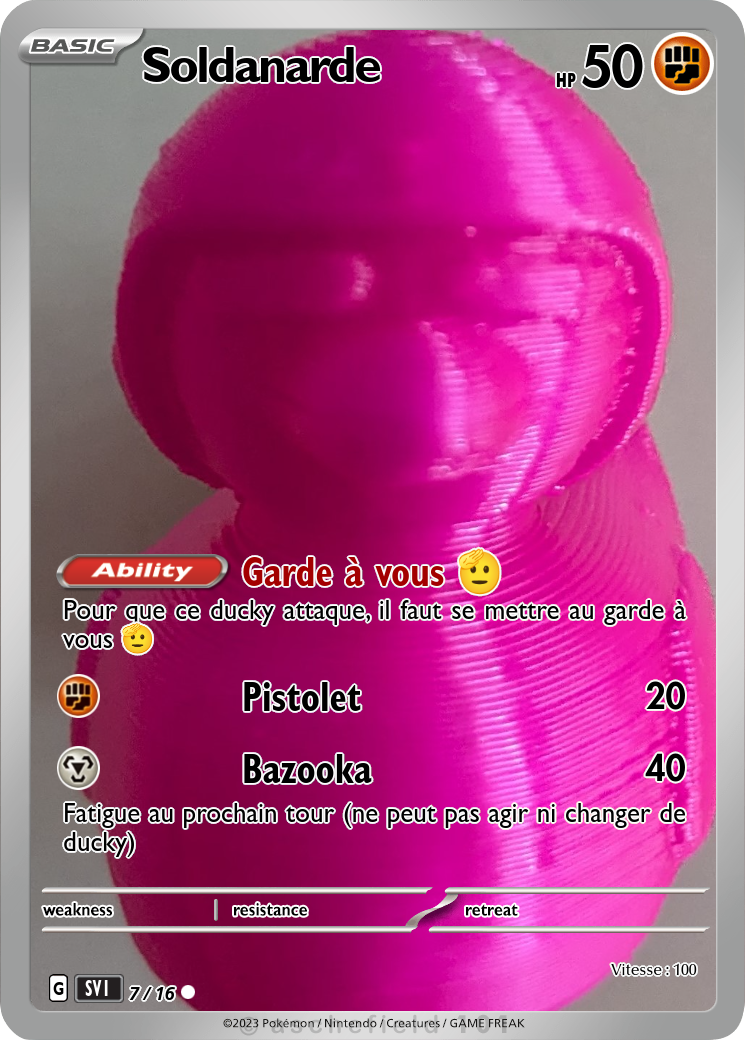 BASIC
Soldanarde
HP 50
Ability Garde à vous
Pour que ce ducky attaque, il faut se mettre au garde à
vous
Pistolet 20
Bazooka 40
Fatigue au prochain tour (ne peut pas agir ni changer de
ducky)
weakness resistance retreat
Vitesse : 100
G SVI 7 / 16
©2023 Pokémon / Nintendo / Creatures / GAME FREAK